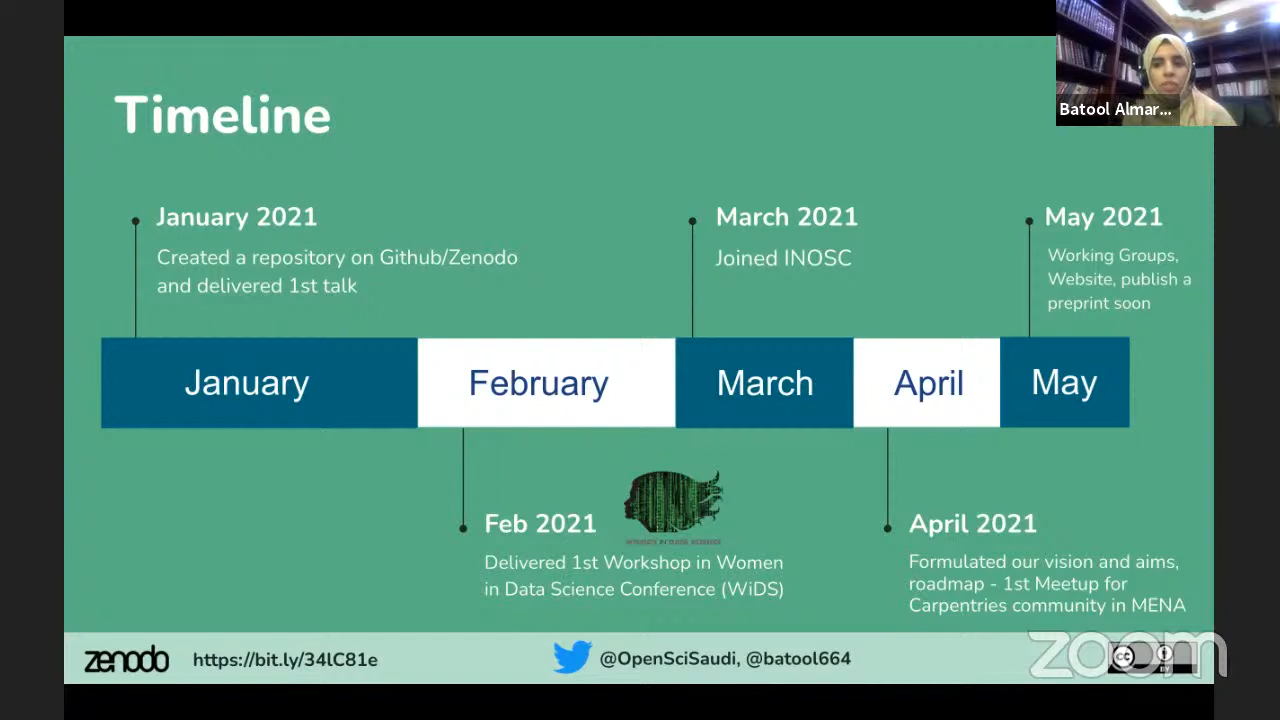 Timeline
Batool Almar...
January 2021
Created a repository on Github/Zenodo
and delivered 1st talk
March 2021
Joined INOSC
May 2021
Working Groups,
Website, publish a
preprint soon
January
February
March
April
May
Feb 2021
Delivered 1st Workshop in Women
in Data Science Conference (WiDS)
April 2021
Formulated our vision and aims,
roadmap - 1st Meetup for
Carpentries community in MENA
zenodo
https://bit.ly/34lC81e
@OpenSciSaudi, @batool664
zoom
cc
BY